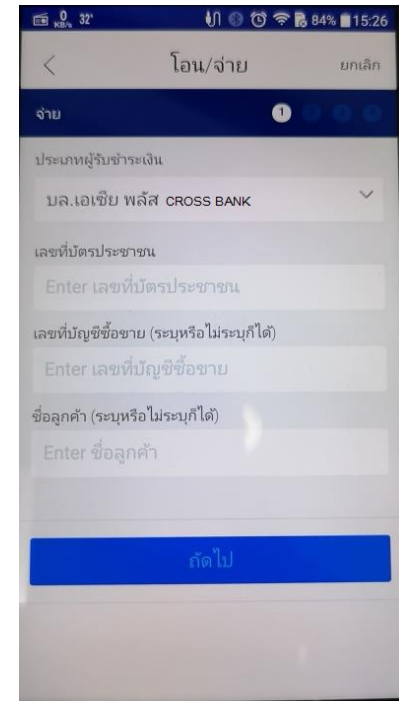 0 KB/s 32° 84% 15:26
โอน/จ่าย ยกเลิก
จ่าย 1
ประเภทผู้รับชำระเงิน
บล.เอเซีย พลัส CROSS BANK
เลขที่บัตรประชาชน
Enter เลขที่บัตรประชาชน
เลขที่บัญชีซื้อขาย (ระบุหรือไม่ระบุก็ได้)
Enter เลขที่บัญชีซื้อขาย
ชื่อลูกค้า (ระบุหรือไม่ระบุก็ได้)
Enter ชื่อลูกค้า
ถัดไป